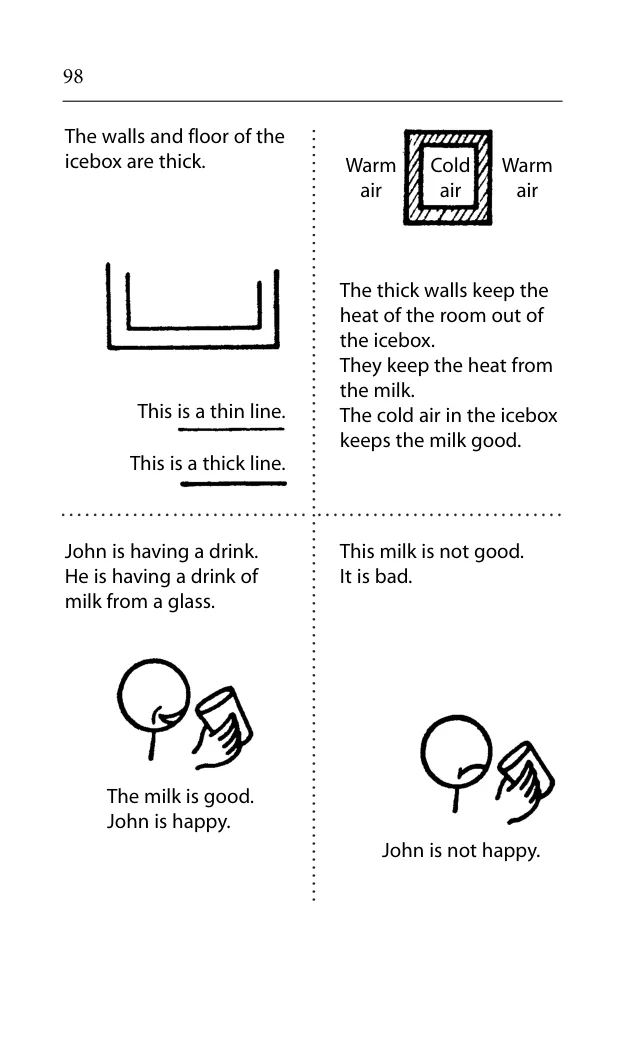 98
The walls and floor of the
icebox are thick.
This is a thin line.
This is a thick line.
Warm
air
Cold
air
Warm
air
The thick walls keep the
heat of the room out of
the icebox.
They keep the heat from
the milk.
The cold air in the icebox
keeps the milk good.
John is having a drink.
He is having a drink of
milk from a glass.
The milk is good.
John is happy.
This milk is not good.
It is bad.
John is not happy.